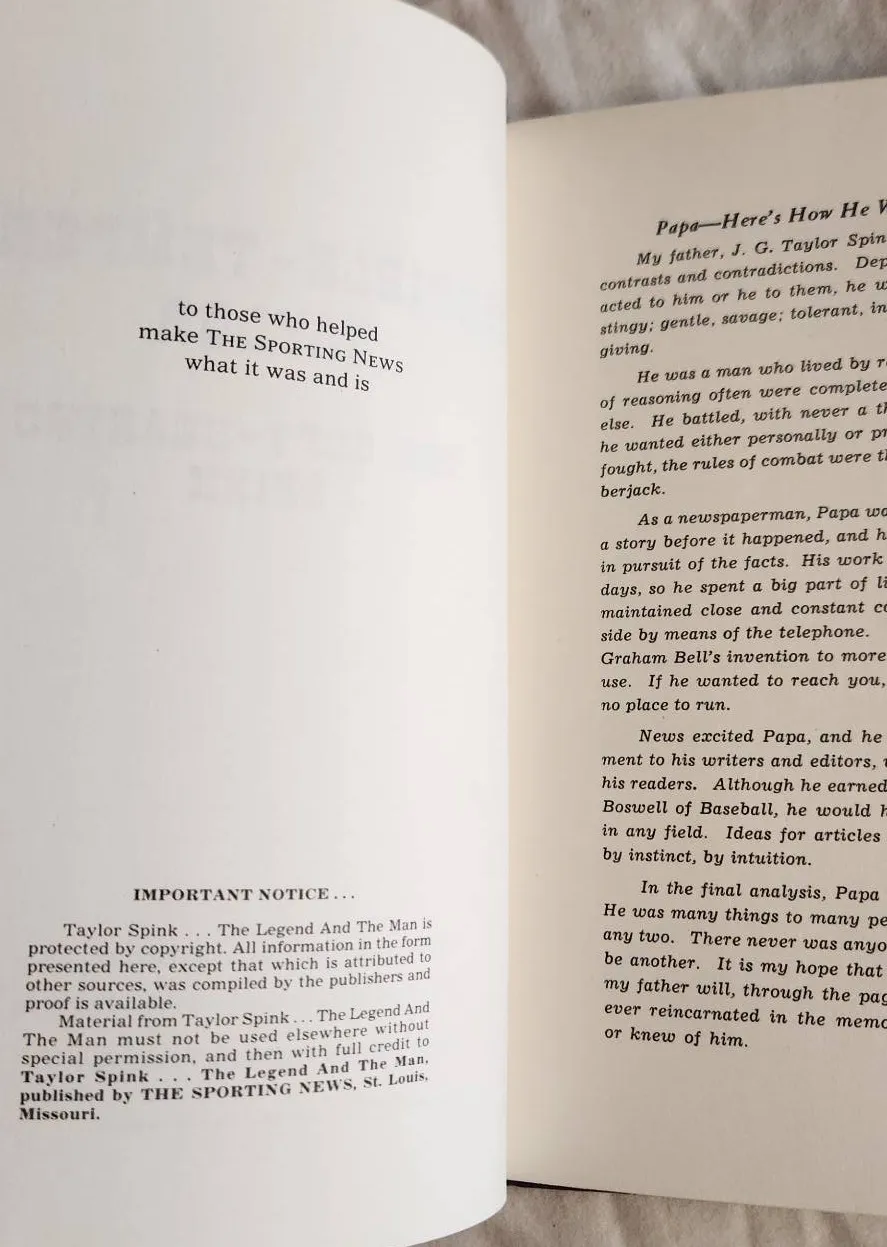 to those who helped
make THE SPORTING NEWS
what it was and is
IMPORTANT NOTICE . . .
Taylor Spink . . . The Legend And The Man is
protected by copyright. All information in the form
presented here, except that which is attributed to
other sources, was compiled by the publishers and
proof is available.
Material from Taylor Spink . . . The Legend And
The Man must not be used elsewhere without
special permission, and then with full credit to
Taylor Spink . . . The Legend And The Man,
published by THE SPORTING NEWS, St. Louis,
Missouri.
Papa—Here's How He
My father, J. G. Taylor Spin
contrasts and contradictions. Dep
acted to him or he to them, he w
stingy; gentle, savage; tolerant, in
giving.
He was a man who lived by r
of reasoning often were complete
else. He battled, with never a th
he wanted either personally or pr
fought, the rules of combat were th
berjack.
As a newspaperman, Papa wa
a story before it happened, and h
in pursuit of the facts. His work
days, so he spent a big part of li
maintained close and constant co
side by means of the telephone.
Graham Bell's invention to more
use. If he wanted to reach you,
no place to run.
News excited Papa, and he
ment to his writers and editors,
his readers. Although he earned
Boswell of Baseball, he would h
in any field. Ideas for articles
by instinct, by intuition.
In the final analysis, Papa
He was many things to many pe
any two. There never was anyo
be another. It is my hope that
my father will, through the pag
ever reincarnated in the memo
or knew of him.